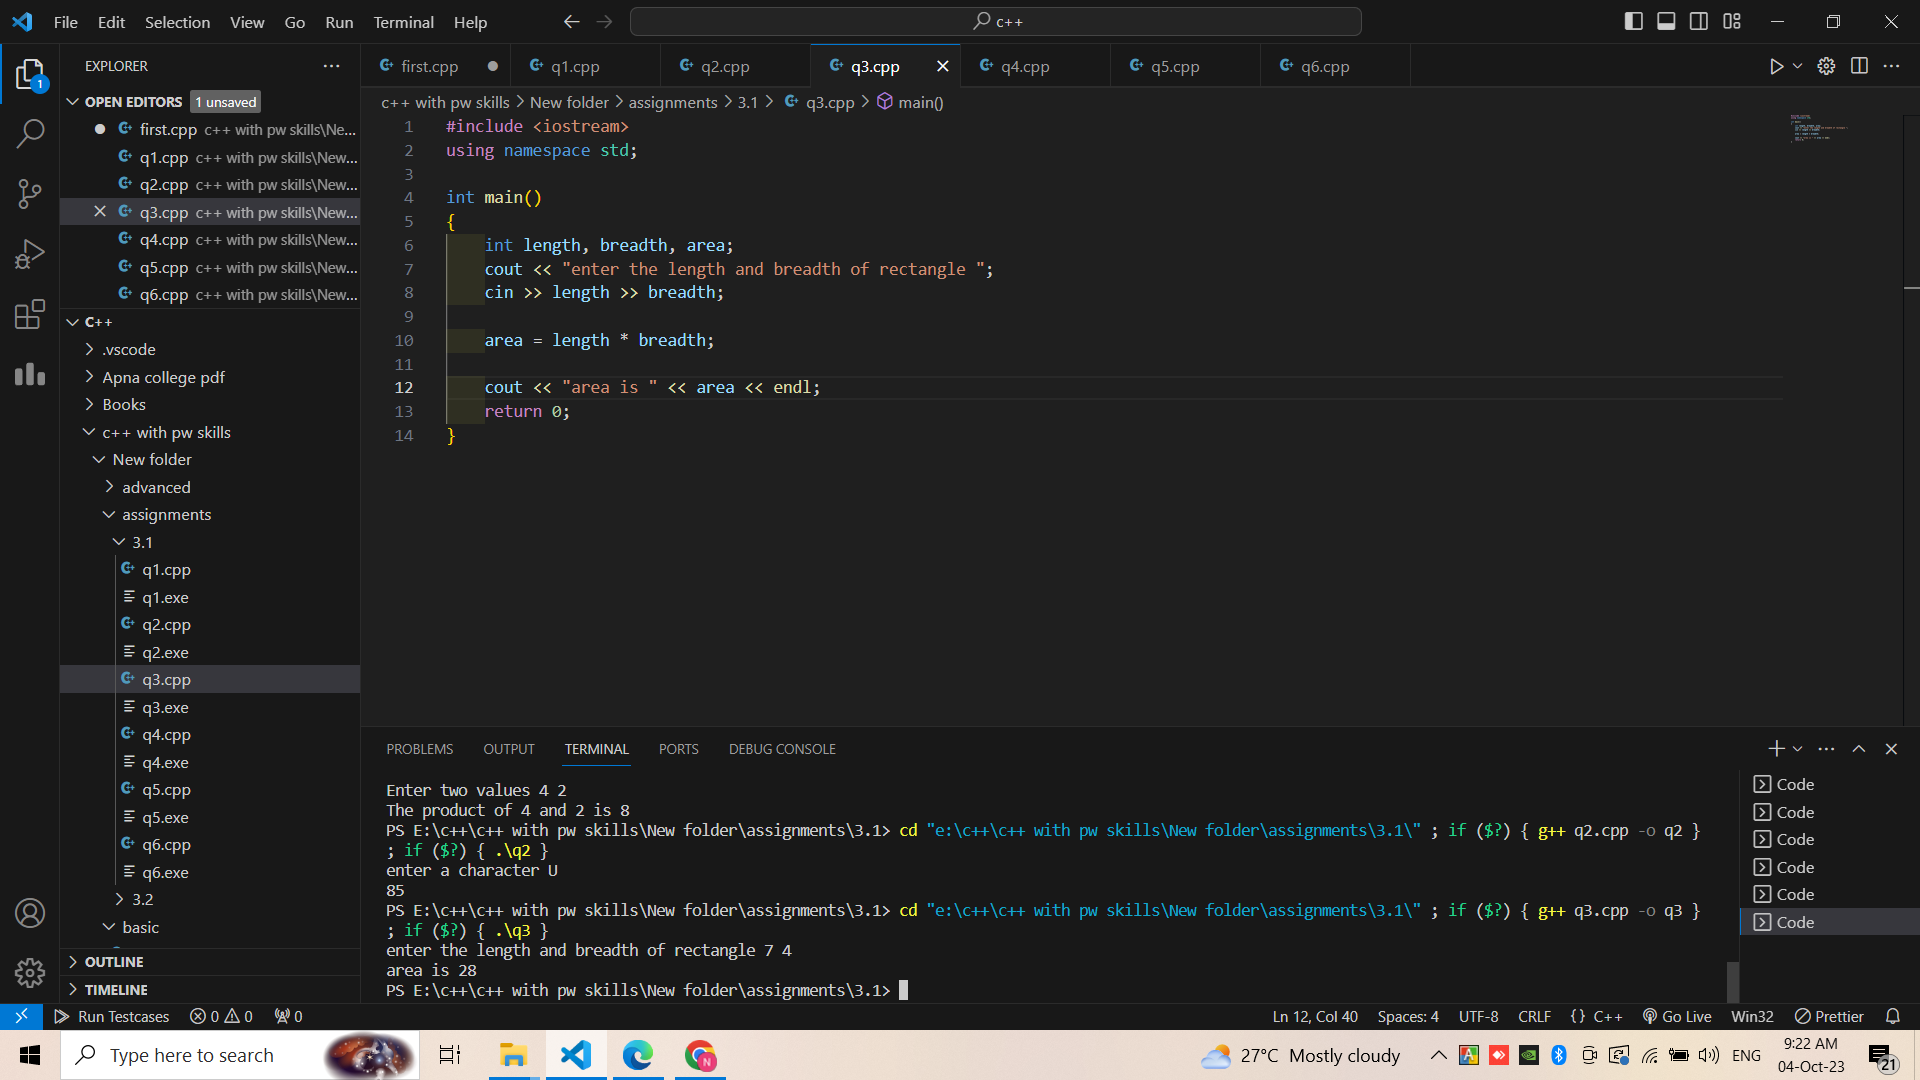 File Edit Selection View Go Run Terminal Help
c++
EXPLORER
OPEN EDITORS 1 unsaved
first.cpp c++ with pw skills\Ne...
q1.cpp c++ with pw skills\New...
q2.cpp c++ with pw skills\New...
q3.cpp c++ with pw skills\New...
q4.cpp c++ with pw skills\New...
q5.cpp c++ with pw skills\New...
q6.cpp c++ with pw skills\New...
C++
.vscode
Apna college pdf
Books
c++ with pw skills
New folder
advanced
assignments
3.1
q1.cpp
q1.exe
q2.cpp
q2.exe
q3.cpp
q3.exe
q4.cpp
q4.exe
q5.cpp
q5.exe
q6.cpp
q6.exe
3.2
basic
OUTLINE
TIMELINE
1
first.cpp q1.cpp q2.cpp q3.cpp q4.cpp q5.cpp q6.cpp
c++ with pw skills > New folder > assignments > 3.1 > q3.cpp > main()
1 #include <iostream>
2 using namespace std;
3
4 int main()
5 {
6 int length, breadth, area;
7 cout << "enter the length and breadth of rectangle ";
8 cin >> length >> breadth;
9
10 area = length * breadth;
11
12 cout << "area is " << area << endl;
13 return 0;
14 }
PROBLEMS OUTPUT TERMINAL PORTS DEBUG CONSOLE
Enter two values 4 2
The product of 4 and 2 is 8
PS E:\c++\c++ with pw skills\New folder\assignments\3.1> cd "e:\c++\c++ with pw skills\New folder\assignments\3.1\" ; if ($?) { g++ q2.cpp -o q2 }
; if ($?) { .\q2 }
enter a character U
85
PS E:\c++\c++ with pw skills\New folder\assignments\3.1> cd "e:\c++\c++ with pw skills\New folder\assignments\3.1\" ; if ($?) { g++ q3.cpp -o q3 }
; if ($?) { .\q3 }
enter the length and breadth of rectangle 7 4
area is 28
PS E:\c++\c++ with pw skills\New folder\assignments\3.1>
Code
Code
Code
Code
Code
Code
Run Testcases 0 0 0 Ln 12, Col 40 Spaces: 4 UTF-8 CRLF {} C++ Go Live Win32 Prettier
Type here to search
N
27°C Mostly cloudy
ENG
9:22 AM
04-Oct-23
21